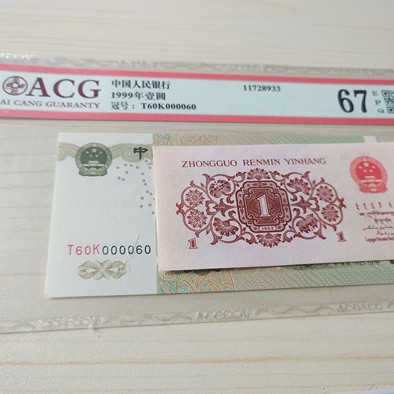 ACG
AI CANG GUARANTY
中国人民银行
1999年壹圆
冠号：T60K000060
11728933
67
E
P
G
中
T60K000060
ZHONGGUO RENMIN YINHANG
1
1
1
1962